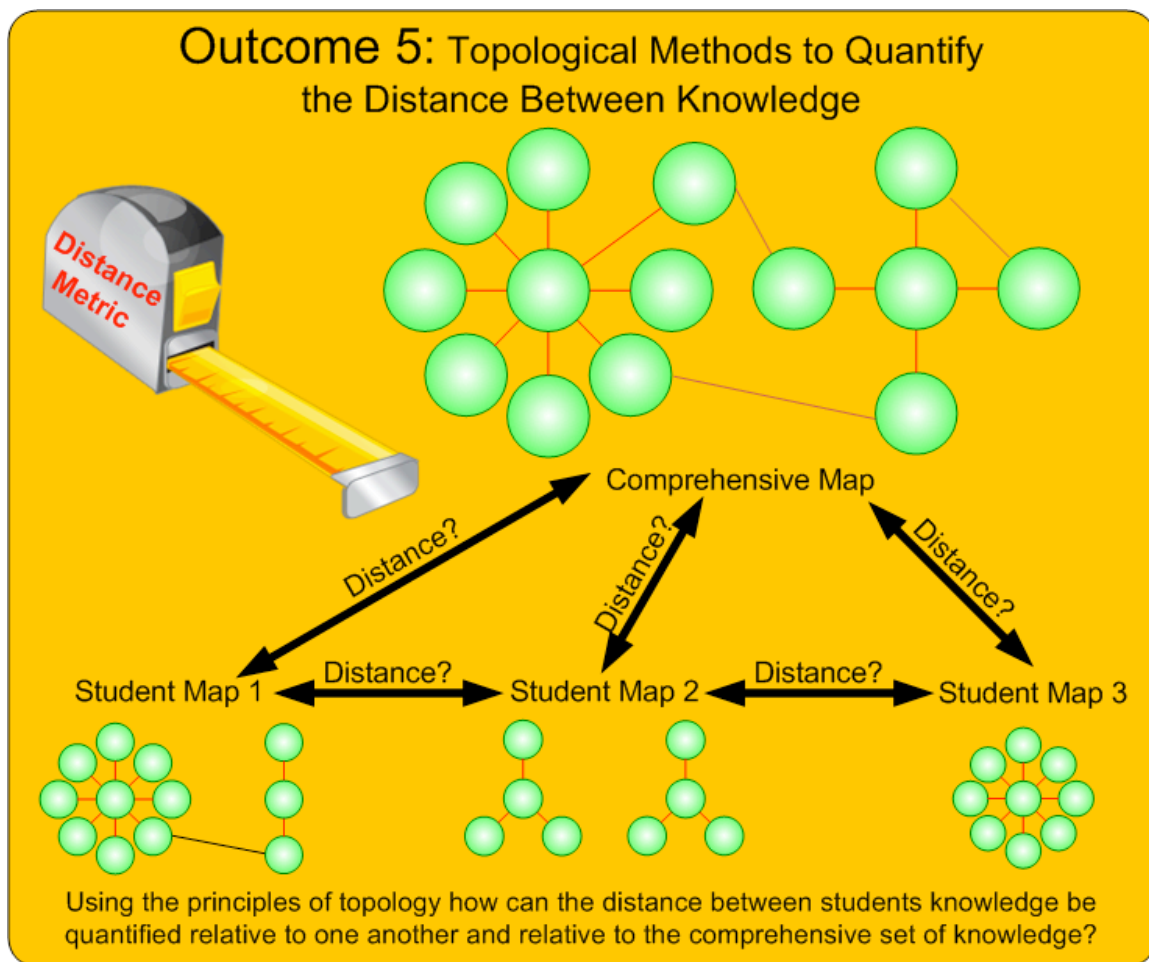 Outcome 5: Topological Methods to Quantify
the Distance Between Knowledge
Distance
Metric
Comprehensive Map
Distance?
Distance?
Distance?
Student Map 1
Distance?
Student Map 2
Distance?
Student Map 3
Using the principles of topology how can the distance between students knowledge be
quantified relative to one another and relative to the comprehensive set of knowledge?